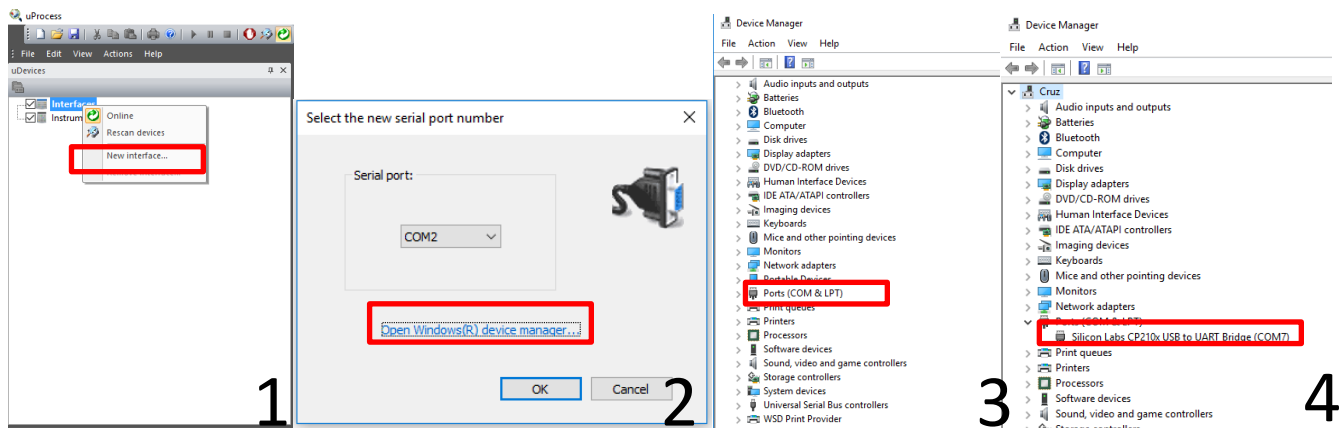 uProcess
File Edit View Actions Help
uDevices
Interfaces
Instrum
Online
Rescan devices
New interface...
1
Select the new serial port number
Serial port:
COM2
Open Windows(R) device manager...
OK Cancel
2
Device Manager
File Action View Help
Audio inputs and outputs
Batteries
Bluetooth
Computer
Disk drives
Display adapters
DVD/CD-ROM drives
Human Interface Devices
IDE ATA/ATAPI controllers
Imaging devices
Keyboards
Mice and other pointing devices
Monitors
Network adapters
Portable Devices
Ports (COM & LPT)
Print queues
Printers
Processors
Software devices
Sound, video and game controllers
Storage controllers
System devices
Universal Serial Bus controllers
WSD Print Provider
3
Device Manager
File Action View Help
Cruz
Audio inputs and outputs
Batteries
Bluetooth
Computer
Disk drives
Display adapters
DVD/CD-ROM drives
Human Interface Devices
IDE ATA/ATAPI controllers
Imaging devices
Keyboards
Mice and other pointing devices
Monitors
Network adapters
Ports (COM & LPT)
Silicon Labs CP210x USB to UART Bridge (COM7)
Print queues
Printers
Processors
Software devices
Sound, video and game controllers
Storage controllers
4